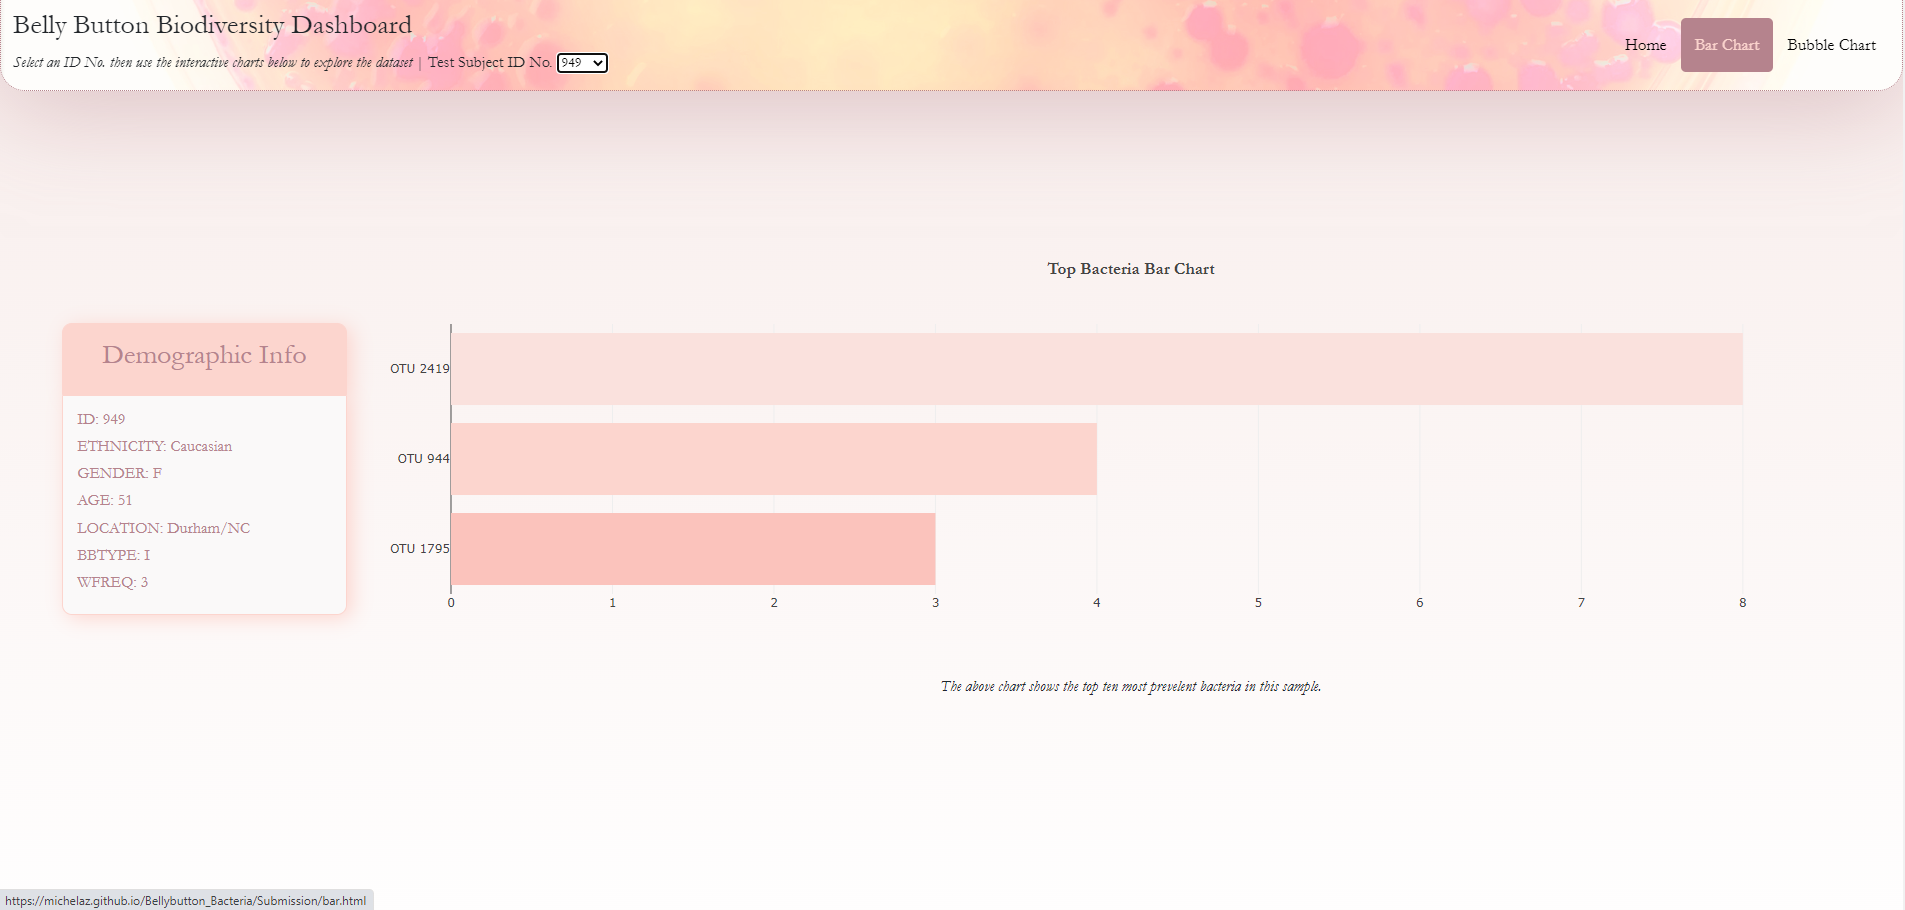 Belly Button Biodiversity Dashboard
Select an ID No. then use the interactive charts below to explore the dataset | Test Subject ID No. 949
Home
Bar Chart
Bubble Chart
Top Bacteria Bar Chart
Demographic Info
ID: 949
ETHNICITY: Caucasian
GENDER: F
AGE: 51
LOCATION: Durham/NC
BBTYPE: I
WFREQ: 3
OTU 2419
OTU 944
OTU 1795
0 1 2 3 4 5 6 7 8
The above chart shows the top ten most prevelent bacteria in this sample.
https://michelaz.github.io/Bellybutton_Bacteria/Submission/bar.html